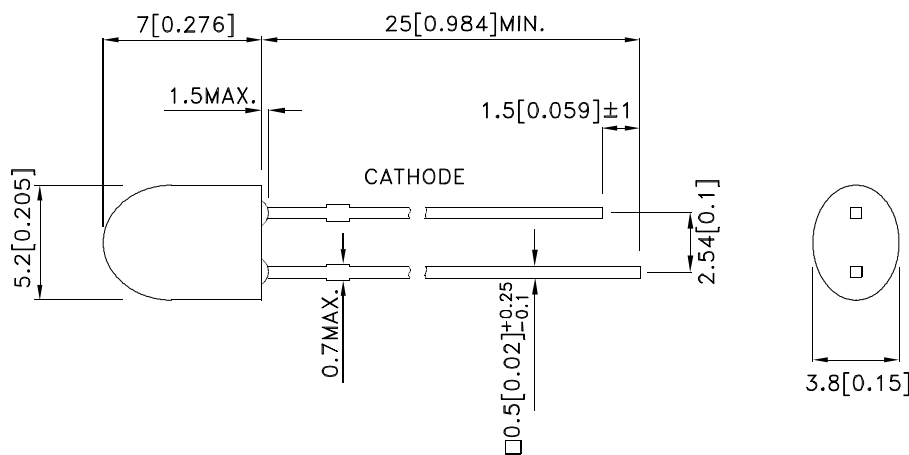 7[0.276]
25[0.984]MIN.
1.5MAX.
1.5[0.059]±1
CATHODE
5.2[0.205]
2.54[0.1]
0.7MAX.
□0.5[0.02]+0.25
-0.1
3.8[0.15]